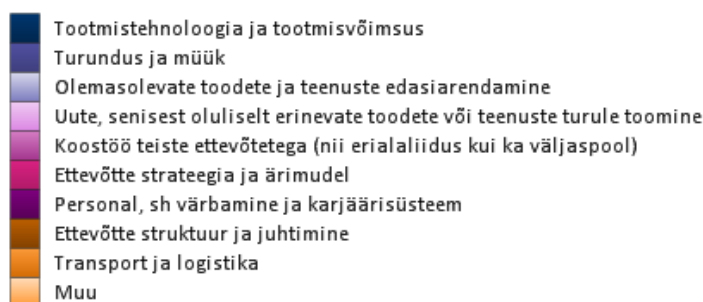 Tootmistehnoloogia ja tootmisvõimsus
Turundus ja müük
Olemasolevate toodete ja teenuste edasiarendamine
Uute, senisest oluliselt erinevate toodete või teenuste turule toomine
Koostöö teiste ettevõtetega (nii erialaliidus kui ka väljaspool)
Ettevõtte strateegia ja ärimudel
Personal, sh värbamine ja karjäärisüsteem
Ettevõtte struktuur ja juhtimine
Transport ja logistika
Muu